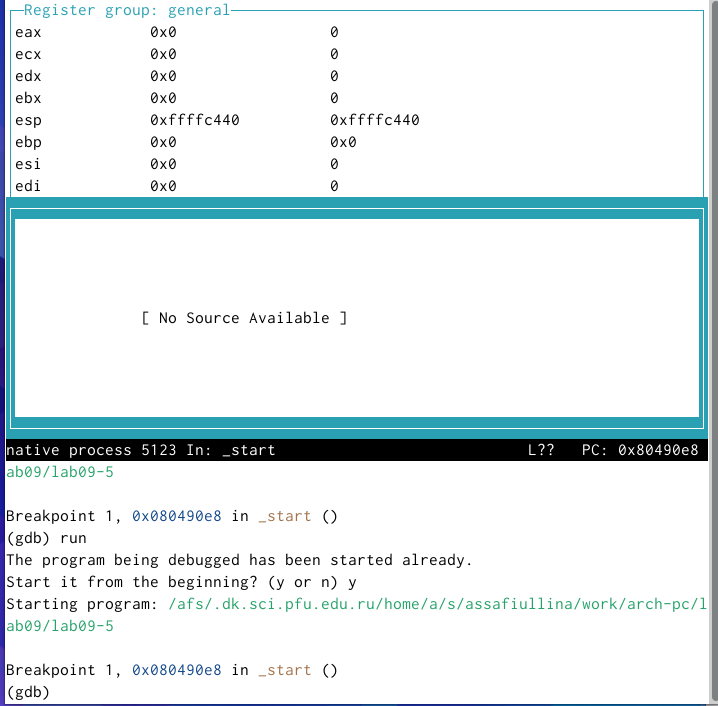 Register group: general
eax 0x0 0
ecx 0x0 0
edx 0x0 0
ebx 0x0 0
esp 0xffffc440 0xffffc440
ebp 0x0 0x0
esi 0x0 0
edi 0x0 0
[ No Source Available ]
native process 5123 In: _start L?? PC: 0x80490e8
ab09/lab09-5
Breakpoint 1, 0x080490e8 in _start ()
(gdb) run
The program being debugged has been started already.
Start it from the beginning? (y or n) y
Starting program: /afs/.dk.sci.pfu.edu.ru/home/a/s/assafiullina/work/arch-pc/l
ab09/lab09-5
Breakpoint 1, 0x080490e8 in _start ()
(gdb)